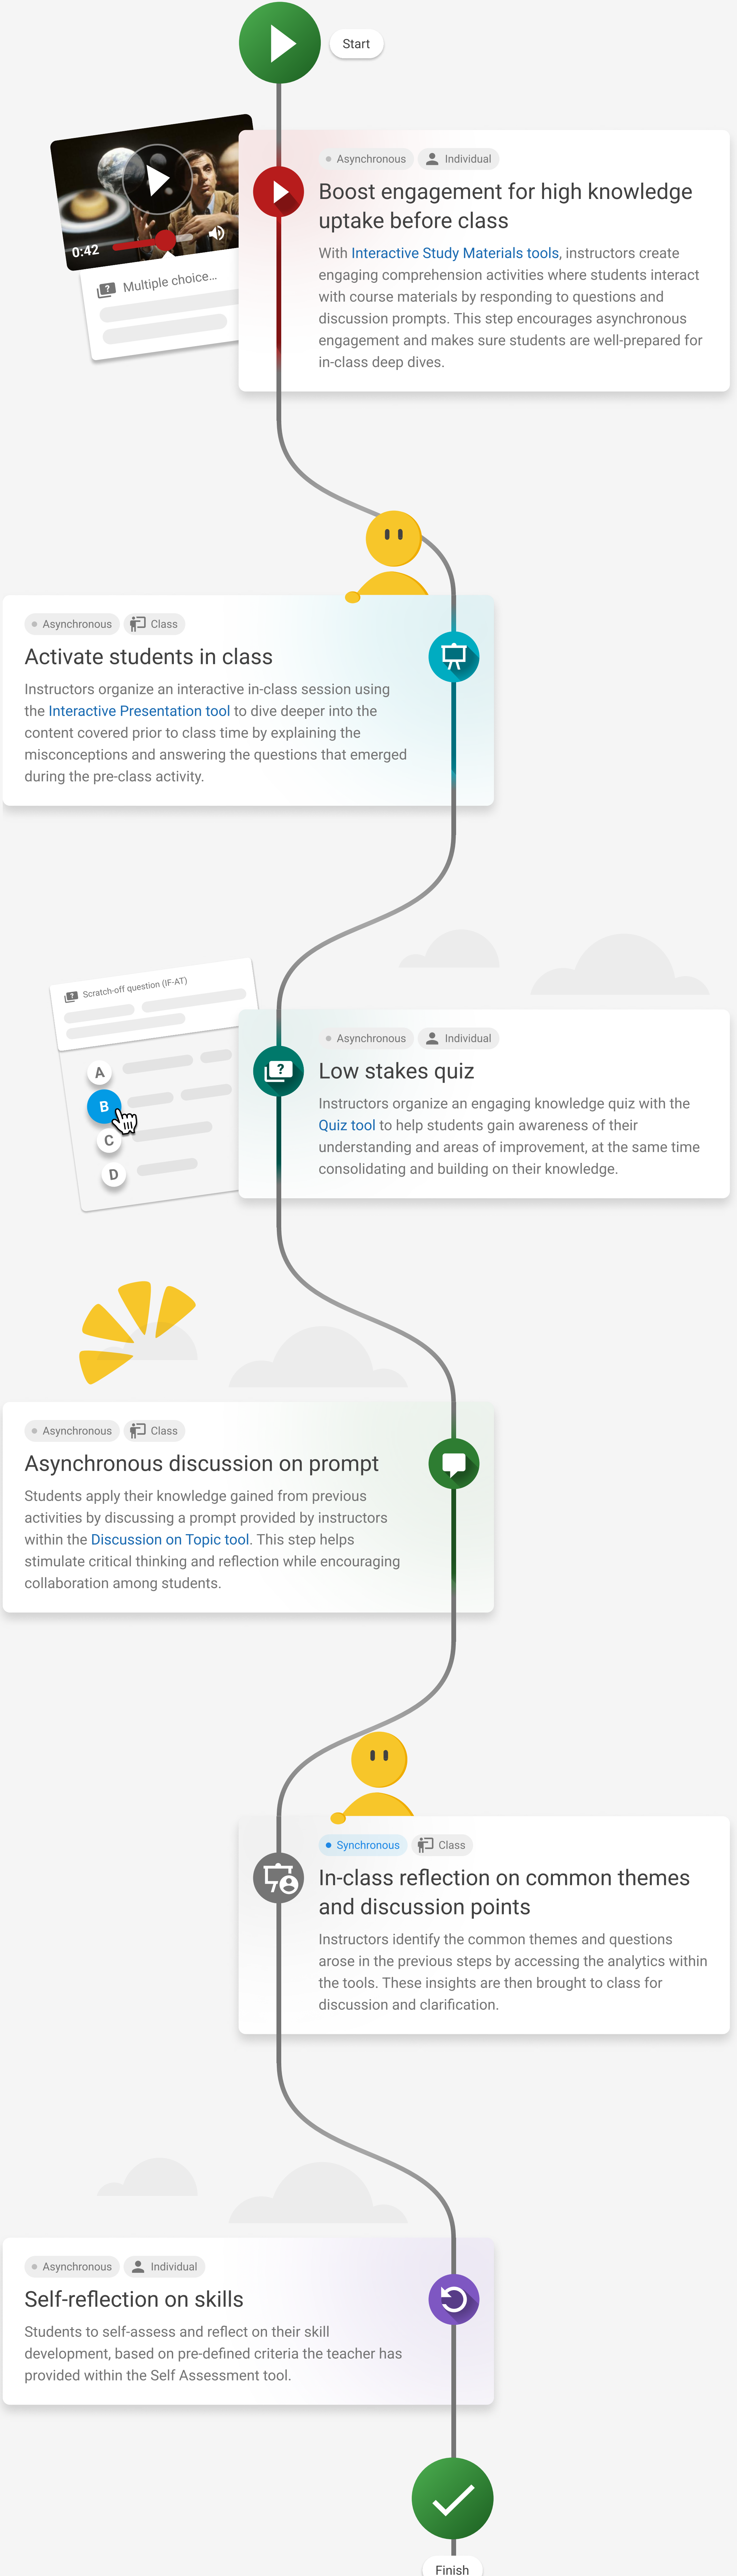 Start
0:42
Multiple choice...
Asynchronous
Individual
Boost engagement for high knowledge
uptake before class
With Interactive Study Materials tools, instructors create
engaging comprehension activities where students interact
with course materials by responding to questions and
discussion prompts. This step encourages asynchronous
engagement and makes sure students are well-prepared for
in-class deep dives.
Asynchronous
Class
Activate students in class
Instructors organize an interactive in-class session using
the Interactive Presentation tool to dive deeper into the
content covered prior to class time by explaining the
misconceptions and answering the questions that emerged
during the pre-class activity.
Scratch-off question (IF-AT)
A
B
C
D
Asynchronous
Individual
?
Low stakes quiz
Instructors organize an engaging knowledge quiz with the
Quiz tool to help students gain awareness of their
understanding and areas of improvement, at the same time
consolidating and building on their knowledge.
Asynchronous
Class
Asynchronous discussion on prompt
Students apply their knowledge gained from previous
activities by discussing a prompt provided by instructors
within the Discussion on Topic tool. This step helps
stimulate critical thinking and reflection while encouraging
collaboration among students.
Synchronous
Class
In-class reflection on common themes
and discussion points
Instructors identify the common themes and questions
arose in the previous steps by accessing the analytics within
the tools. These insights are then brought to class for
discussion and clarification.
Asynchronous
Individual
Self-reflection on skills
Students to self-assess and reflect on their skill
development, based on pre-defined criteria the teacher has
provided within the Self Assessment tool.
Finish